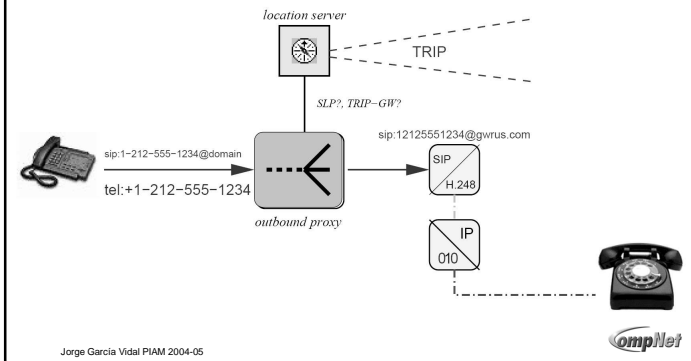 location server
TRIP
SLP?, TRIP−GW?
sip:1−212−555−1234@domain
tel:+1−212−555−1234
outbound proxy
sip:12125551234@gwrus.com
SIP
H.248
IP
010
Jorge García Vidal PIAM 2004-05
CompNet